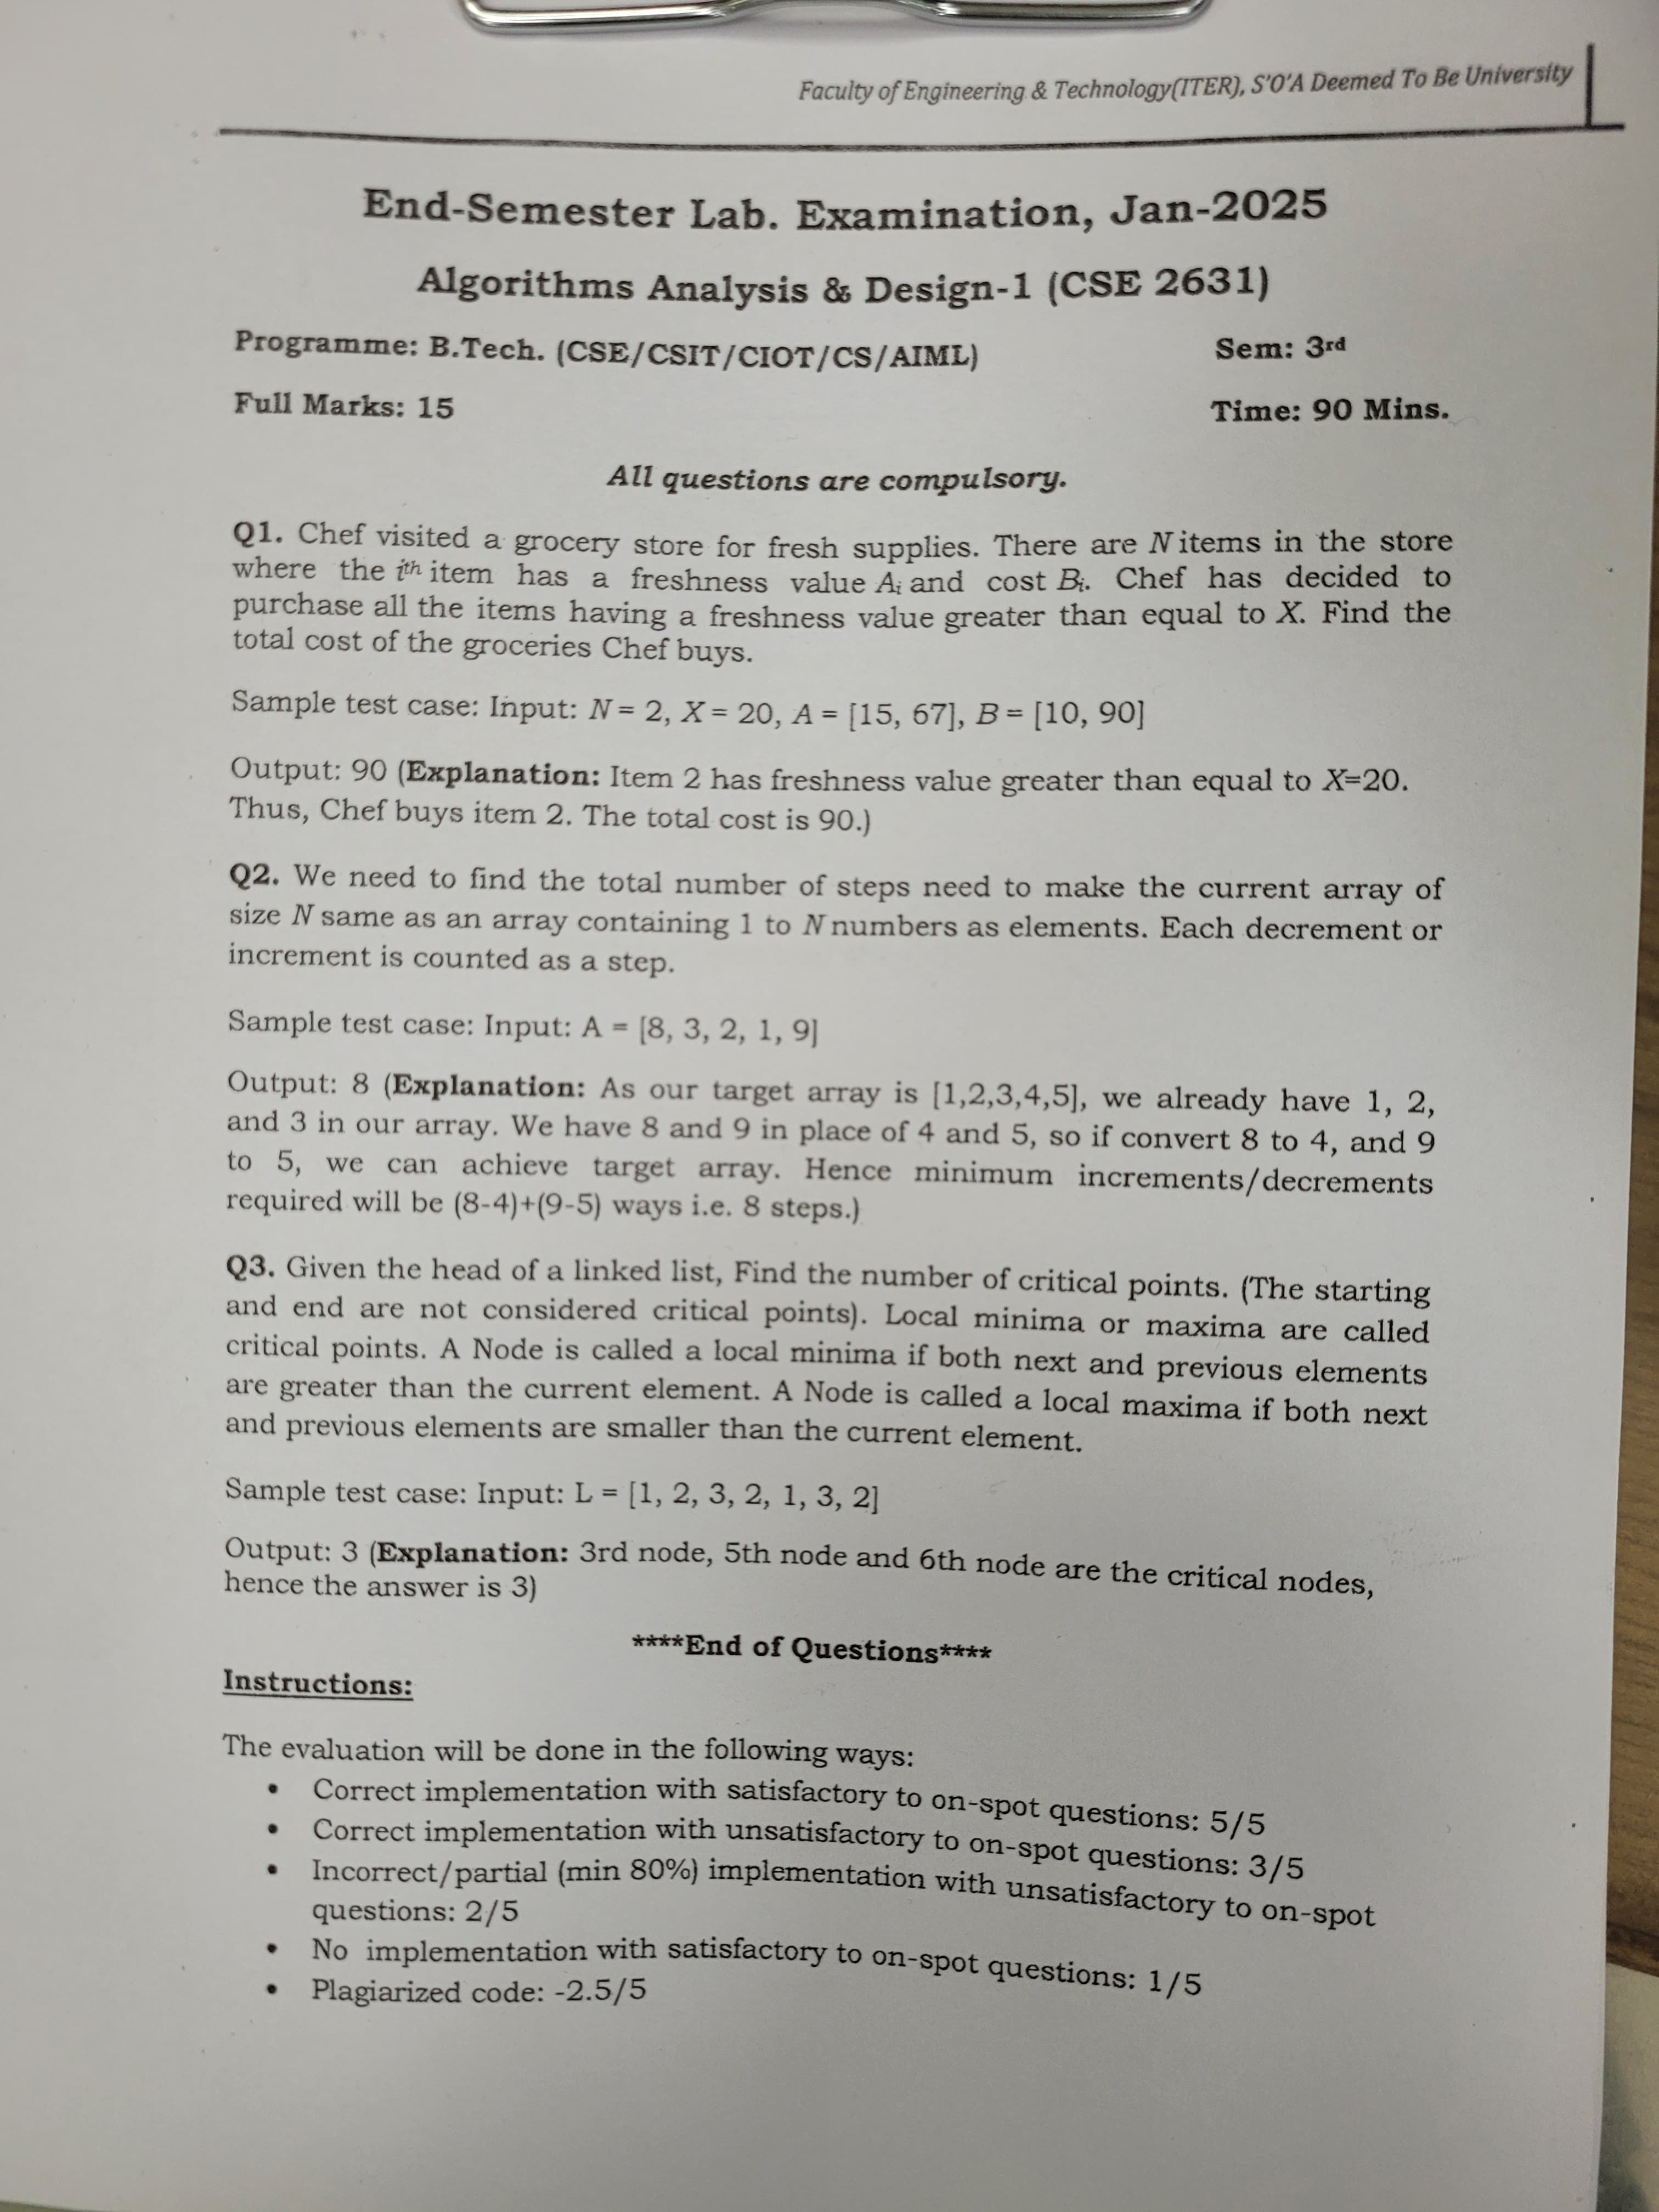 Faculty of Engineering & Technology(ITER), S'O'A Deemed To Be University
End-Semester Lab. Examination, Jan-2025
Algorithms Analysis & Design-1 (CSE 2631)
Programme: B.Tech. (CSE/CSIT/CIOT/CS/AIML) Sem: 3rd
Full Marks: 15 Time: 90 Mins.
All questions are compulsory.
Q1. Chef visited a grocery store for fresh supplies. There are N items in the store
where the ith item has a freshness value Ai and cost Bi. Chef has decided to
purchase all the items having a freshness value greater than equal to X. Find the
total cost of the groceries Chef buys.
Sample test case: Input: N = 2, X = 20, A = [15, 67], B = [10, 90]
Output: 90 (Explanation: Item 2 has freshness value greater than equal to X=20.
Thus, Chef buys item 2. The total cost is 90.)
Q2. We need to find the total number of steps need to make the current array of
size N same as an array containing 1 to N numbers as elements. Each decrement or
increment is counted as a step.
Sample test case: Input: A = [8, 3, 2, 1, 9]
Output: 8 (Explanation: As our target array is [1,2,3,4,5], we already have 1, 2,
and 3 in our array. We have 8 and 9 in place of 4 and 5, so if convert 8 to 4, and 9
to 5, we can achieve target array. Hence minimum increments/decrements
required will be (8-4)+(9-5) ways i.e. 8 steps.)
Q3. Given the head of a linked list, Find the number of critical points. (The starting
and end are not considered critical points). Local minima or maxima are called
critical points. A Node is called a local minima if both next and previous elements
are greater than the current element. A Node is called a local maxima if both next
and previous elements are smaller than the current element.
Sample test case: Input: L = [1, 2, 3, 2, 1, 3, 2]
Output: 3 (Explanation: 3rd node, 5th node and 6th node are the critical nodes,
hence the answer is 3)
****End of Questions****
Instructions:
The evaluation will be done in the following ways:
• Correct implementation with satisfactory to on-spot questions: 5/5
• Correct implementation with unsatisfactory to on-spot questions: 3/5
• Incorrect/partial (min 80%) implementation with unsatisfactory to on-spot
questions: 2/5
• No implementation with satisfactory to on-spot questions: 1/5
• Plagiarized code: -2.5/5